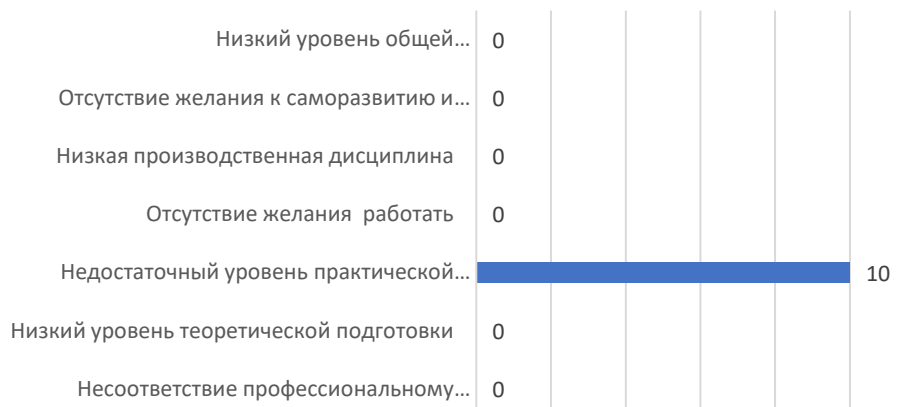 Низкий уровень общей… 0
Отсутствие желания к саморазвитию и… 0
Низкая производственная дисциплина 0
Отсутствие желания работать 0
Недостаточный уровень практической… 10
Низкий уровень теоретической подготовки 0
Несоответствие профессиональному… 0